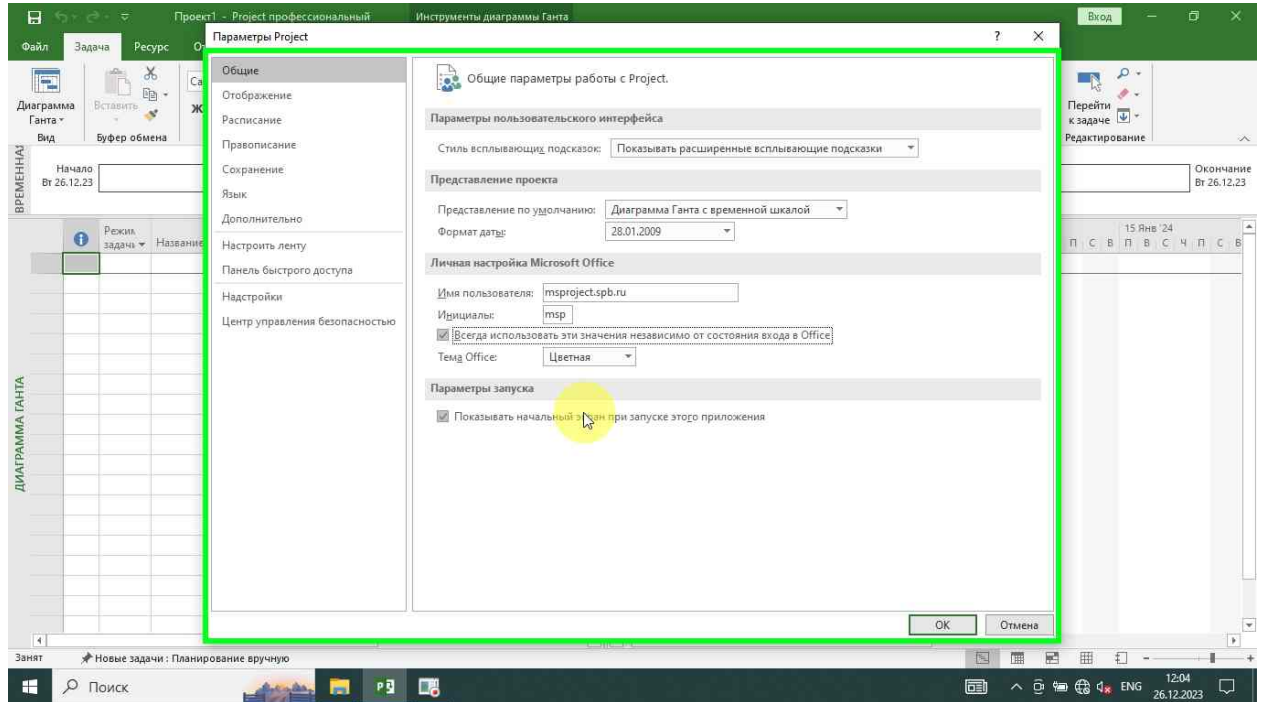 Проект1 - Project профессиональный
Инструменты диаграммы Ганта
Вход
Файл
Задача
Ресурс
Параметры Project
?
Диаграмма
Ганта
Вид
Вставить
Буфер обмена
Ж
Перейти
к задаче
Редактирование
Начало
Вт 26.12.23
Окончание
Вт 26.12.23
Режим
задачи
Название
15 Янв '24
П С В П В С Ч П С В
ДИАГРАММА ГАНТА
Общие
Отображение
Расписание
Правописание
Сохранение
Язык
Дополнительно
Настроить ленту
Панель быстрого доступа
Надстройки
Центр управления безопасностью
Общие параметры работы с Project.
Параметры пользовательского интерфейса
Стиль всплывающих подсказок: Показывать расширенные всплывающие подсказки
Представление проекта
Представление по умолчанию: Диаграмма Ганта с временной шкалой
Формат даты: 28.01.2009
Личная настройка Microsoft Office
Имя пользователя: msproject.spb.ru
Инициалы: msp
Всегда использовать эти значения независимо от состояния входа в Office
Тема Office: Цветная
Параметры запуска
Показывать начальный экран при запуске этого приложения
OK
Отмена
Занят
Новые задачи : Планирование вручную
Поиск
ENG
12:04
26.12.2023